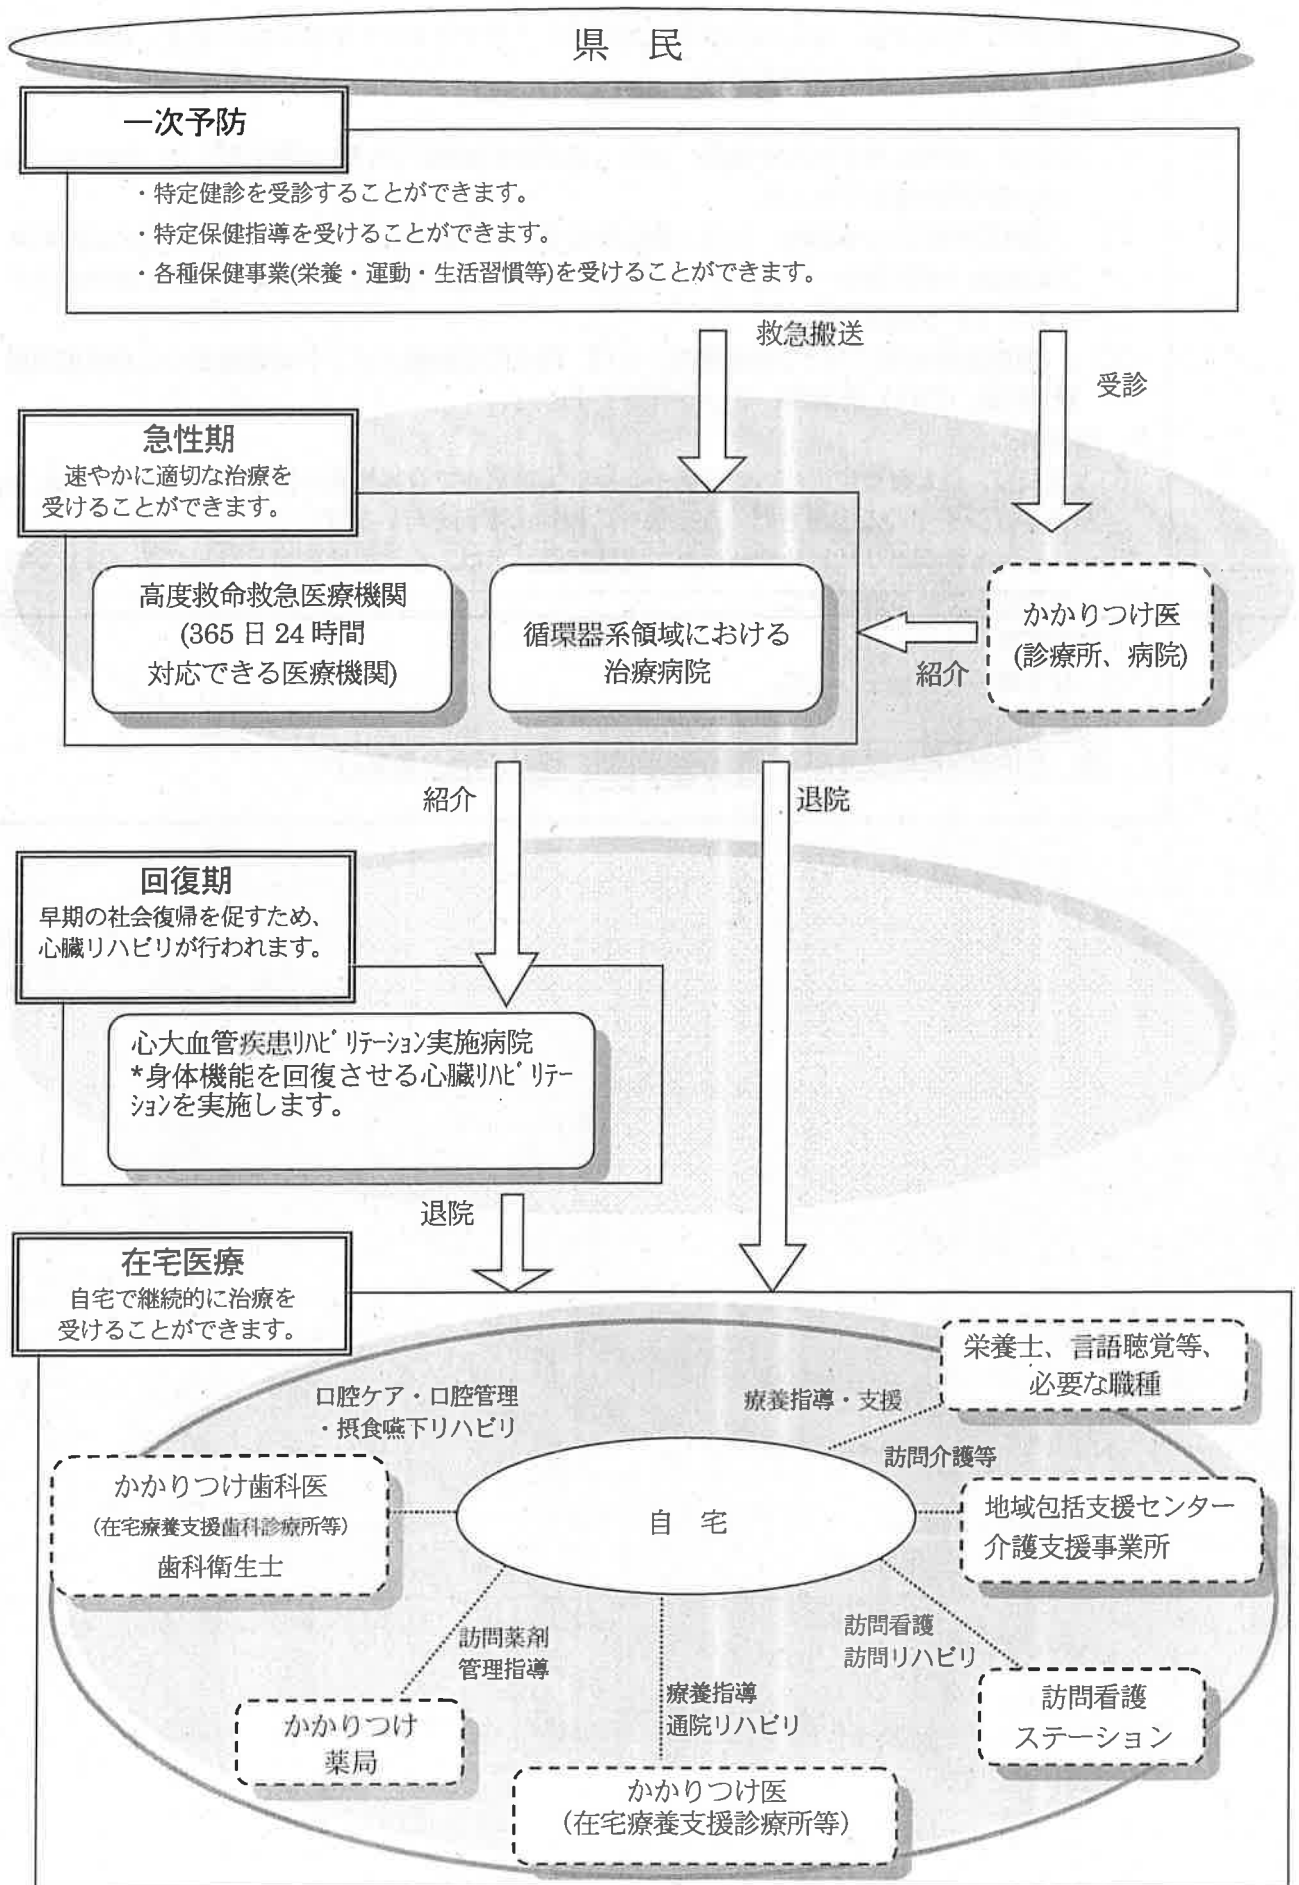 県 民
一次予防
・特定健診を受診することができます。
・特定保健指導を受けることができます。
・各種保健事業(栄養・運動・生活習慣等)を受けることができます。
救急搬送
受診
急性期
速やかに適切な治療を
受けることができます。
高度救命救急医療機関
(365 日 24 時間
対応できる医療機関)
循環器系領域における
治療病院
紹介
かかりつけ医
(診療所、病院)
紹介
退院
回復期
早期の社会復帰を促すため、
心臓リハビリが行われます。
心大血管疾患ﾘﾊﾋﾞﾘﾃｰｼｮﾝ実施病院
*身体機能を回復させる心臓ﾘﾊﾋﾞﾘﾃｰ
ｼｮﾝを実施します。
退院
在宅医療
自宅で継続的に治療を
受けることができます。
栄養士、言語聴覚等、
必要な職種
口腔ケア・口腔管理
・摂食嚥下リハビリ
療養指導・支援
訪問介護等
かかりつけ歯科医
(在宅療養支援歯科診療所等)
歯科衛生士
自 宅
地域包括支援センター
介護支援事業所
訪問薬剤
管理指導
訪問看護
訪問リハビリ
療養指導
通院リハビリ
かかりつけ
薬局
訪問看護
ステーション
かかりつけ医
(在宅療養支援診療所等)